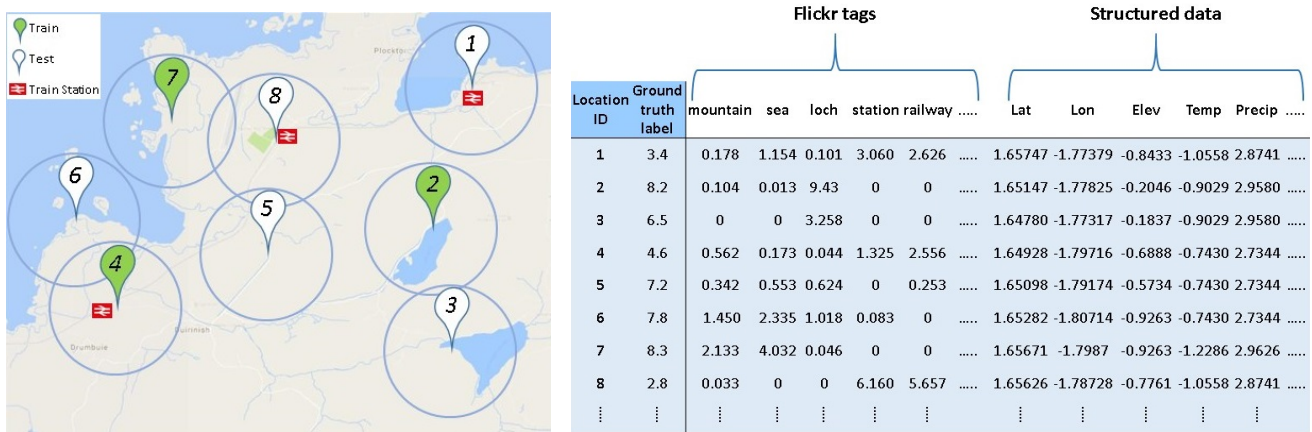 Train
Test
Train Station
Plockton
1
7
8
6
2
5
4
3
Duirinish
Drumbuie
Flickr tags Structured data
Location ID Ground truth label mountain sea loch station railway ..... Lat Lon Elev Temp Precip .....
1 3.4 0.178 1.154 0.101 3.060 2.626 ..... 1.65747 -1.77379 -0.8433 -1.0558 2.8741 .....
2 8.2 0.104 0.013 9.43 0 0 ..... 1.65147 -1.77825 -0.2046 -0.9029 2.9580 .....
3 6.5 0 0 3.258 0 0 ..... 1.64780 -1.77317 -0.1837 -0.9029 2.9580 .....
4 4.6 0.562 0.173 0.044 1.325 2.556 ..... 1.64928 -1.79716 -0.6888 -0.7430 2.7344 .....
5 7.2 0.342 0.553 0.624 0 0.253 ..... 1.65098 -1.79174 -0.5734 -0.7430 2.7344 .....
6 7.8 1.450 2.335 1.018 0.083 0 ..... 1.65282 -1.80714 -0.9263 -0.7430 2.7344 .....
7 8.3 2.133 4.032 0.046 0 0 ..... 1.65671 -1.7987 -0.9263 -1.2286 2.9626 .....
8 2.8 0.033 0 0 6.160 5.657 ..... 1.65626 -1.78728 -0.7761 -1.0558 2.8741 .....